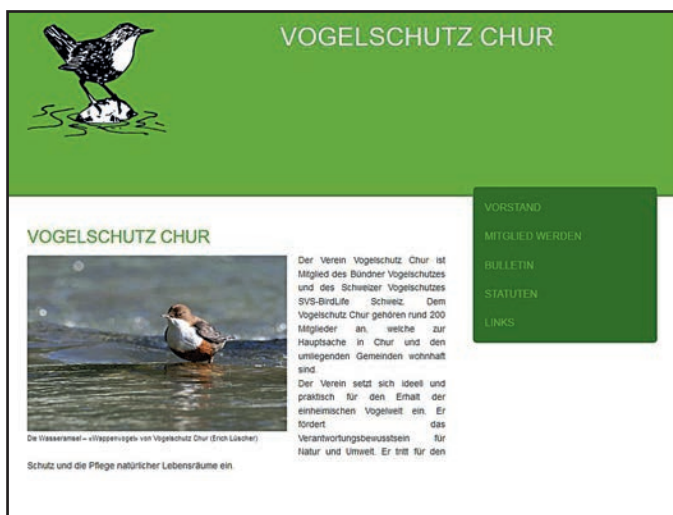 VOGELSCHUTZ CHUR
VORSTAND
MITGLIED WERDEN
BULLETIN
STATUTEN
LINKS
VOGELSCHUTZ CHUR
Der Verein Vogelschutz Chur ist
Mitglied des Bündner Vogelschutzes
und des Schweizer Vogelschutzes
SVS-BirdLife Schweiz. Dem
Vogelschutz Chur gehören rund 200
Mitglieder an, welche zur
Hauptsache in Chur und den
umliegenden Gemeinden wohnhaft
sind.
Der Verein setzt sich ideell und
praktisch für den Erhalt der
einheimischen Vogelwelt ein. Er
fördert das
Verantwortungsbewusstsein für
Natur und Umwelt. Er tritt für den
Schutz und die Pflege natürlicher Lebensräume ein.
Die Wasseramsel – «Wappenvogel» von Vogelschutz Chur (Erich Lüscher)